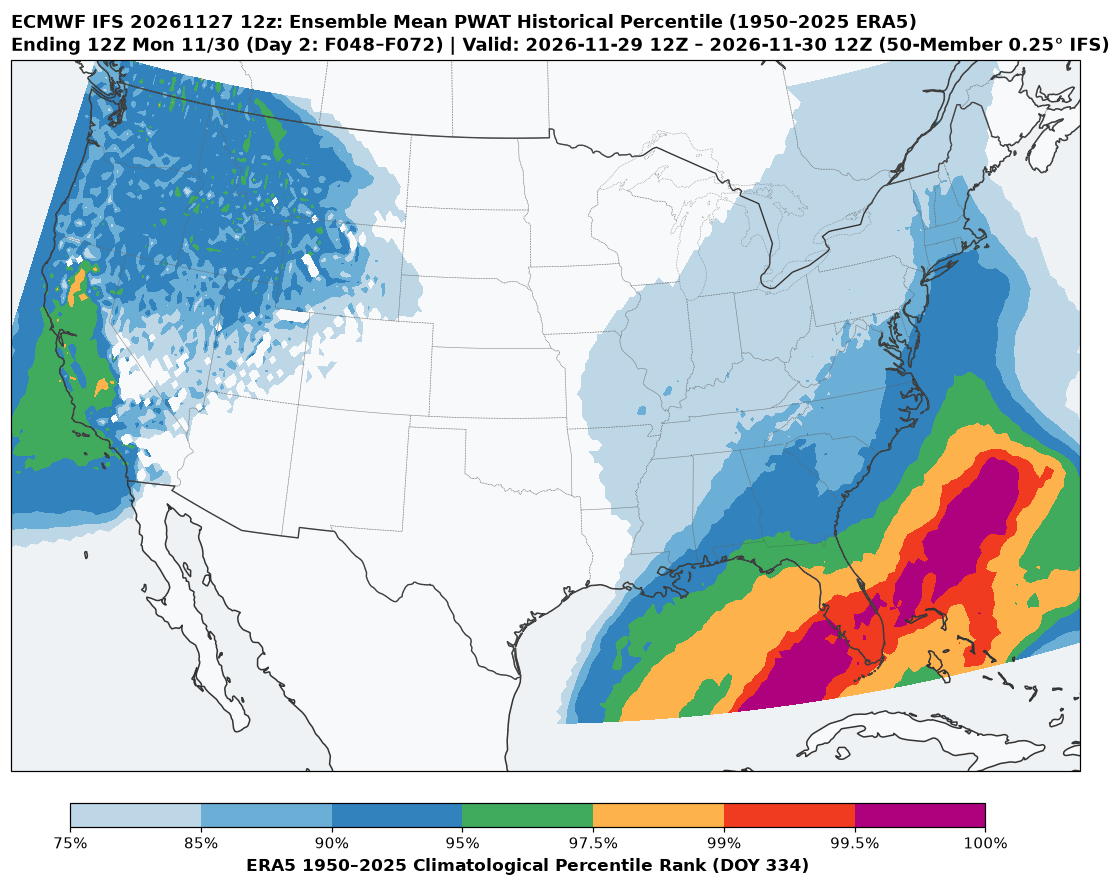 ECMWF IFS 20261127 12z: Ensemble Mean PWAT Historical Percentile (1950–2025 ERA5)
Ending 12Z Mon 11/30 (Day 2: F048–F072) | Valid: 2026-11-29 12Z – 2026-11-30 12Z (50-Member 0.25° IFS)
75% 85% 90% 95% 97.5% 99% 99.5% 100%
ERA5 1950–2025 Climatological Percentile Rank (DOY 334)